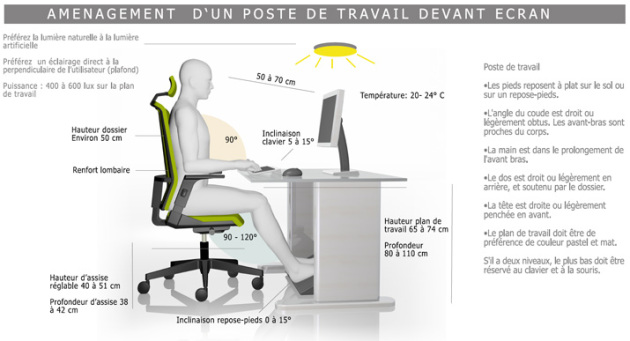 AMENAGEMENT D'UN POSTE DE TRAVAIL DEVANT ECRAN
Préférez la lumière naturelle à la lumière
artificielle
Préférez un éclairage direct à la
perpendiculaire de l'utilisateur (plafond)
Puissance : 400 à 600 lux sur la plan
de travail
50 à 70 cm
Température: 20- 24° C
Hauteur dossier
Environ 50 cm
90°
Inclinaison
clavier 5 à 15°
Renfort lombaire
90 - 120°
Hauteur plan de
travail 65 à 74 cm
Profondeur
80 à 110 cm
Hauteur d'assise
réglable 40 à 51 cm
Profondeur d'assise 38
à 42 cm
Inclinaison repose-pieds 0 à 15°
Poste de travail
•Les pieds reposent à plat sur le sol ou
sur un repose-pieds.
•L'angle du coude est droit ou
légèrement obtus. Les avant-bras sont
proches du corps.
•La main est dans le prolongement de
l'avant bras.
•Le dos est droit ou légèrement en
arrière, et soutenu par le dossier.
•La tête est droite ou légèrement
penchée en avant.
•Le plan de travail doit être de
préférence de couleur pastel et mat.
S'il a deux niveaux, le plus bas doit être
réservé au clavier et à la souris.